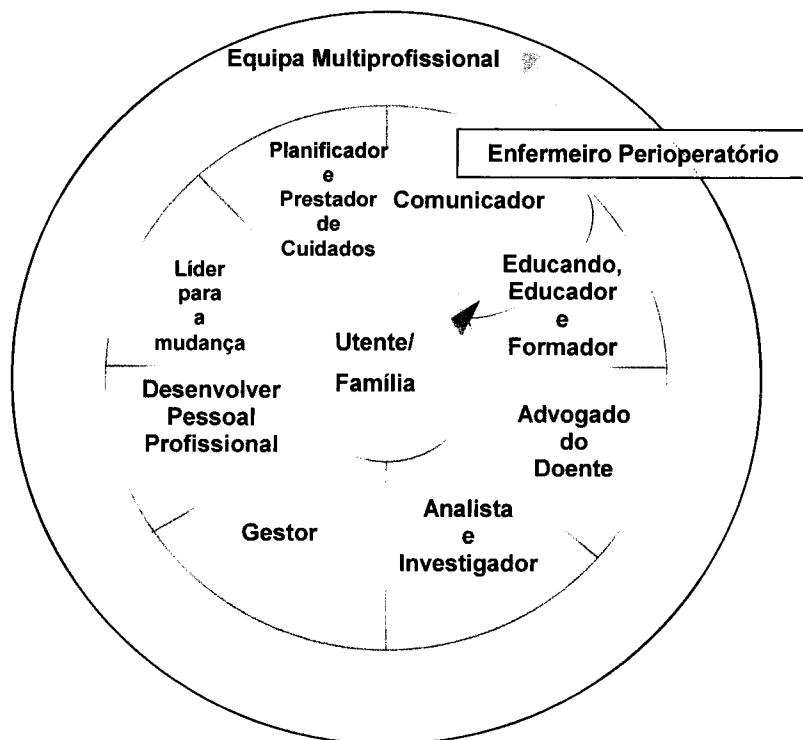 Equipa Multiprofissional
Enfermeiro Perioperatório
Planificador
e
Prestador
de
Cuidados
Comunicador
Educando,
Educador
e
Formador
Advogado
do
Doente
Analista
e
Investigador
Gestor
Desenvolver
Pessoal
Profissional
Líder
para
a
mudança
Utente/
Família